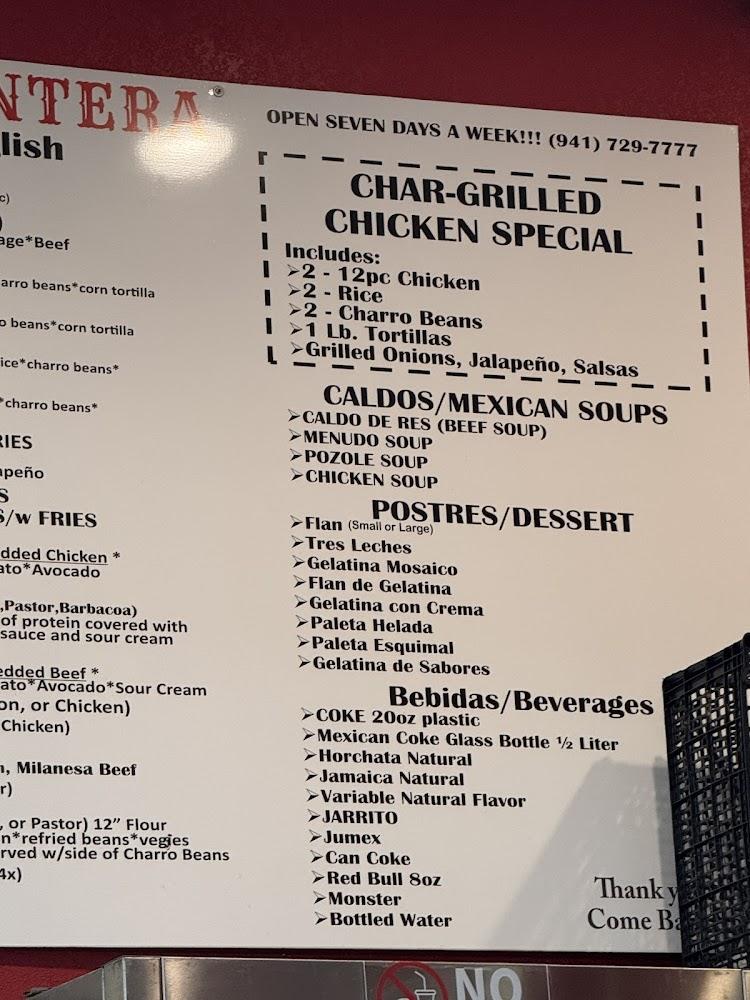 NTERA
lish
c)
)
age*Beef
arro beans*corn tortilla
o beans*corn tortilla
ice*charro beans*
*charro beans*
RIES
apeño
S
S/w FRIES
dded Chicken *
ato*Avocado
,Pastor,Barbacoa)
of protein covered with
sauce and sour cream
edded Beef *
ato*Avocado*Sour Cream
on, or Chicken)
Chicken)
n, Milanesa Beef
r)
, or Pastor) 12” Flour
n*refried beans*vegies
rved w/side of Charro Beans
4x)
OPEN SEVEN DAYS A WEEK!!! (941) 729-7777
CHAR-GRILLED
CHICKEN SPECIAL
Includes:
➢2 - 12pc Chicken
➢2 - Rice
➢2 - Charro Beans
➢1 Lb. Tortillas
➢Grilled Onions, Jalapeño, Salsas
CALDOS/MEXICAN SOUPS
➢CALDO DE RES (BEEF SOUP)
➢MENUDO SOUP
➢POZOLE SOUP
➢CHICKEN SOUP
POSTRES/DESSERT
➢Flan (Small or Large)
➢Tres Leches
➢Gelatina Mosaico
➢Flan de Gelatina
➢Gelatina con Crema
➢Paleta Helada
➢Paleta Esquimal
➢Gelatina de Sabores
Bebidas/Beverages
➢COKE 20oz plastic
➢Mexican Coke Glass Bottle ½ Liter
➢Horchata Natural
➢Jamaica Natural
➢Variable Natural Flavor
➢JARRITO
➢Jumex
➢Can Coke
➢Red Bull 8oz
➢Monster
➢Bottled Water
Thank y
Come Ba
NO